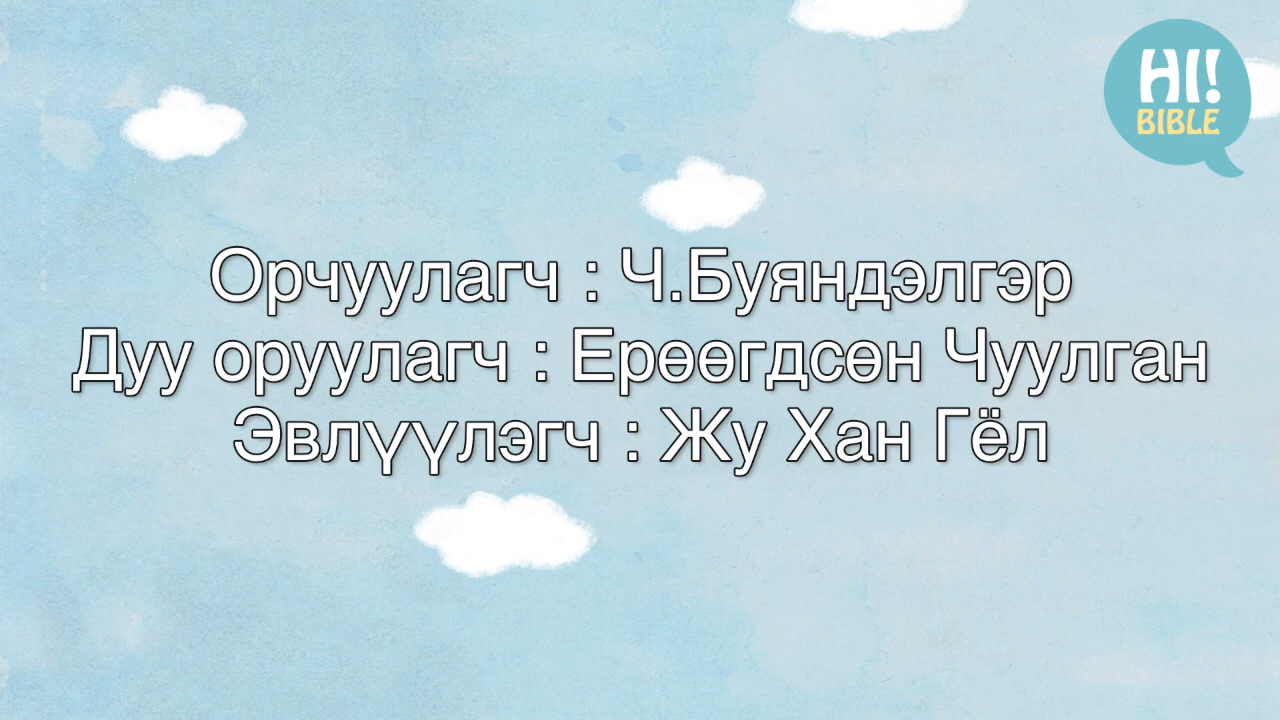 HI!
BIBLE
Орчуулагч : Ч.Буяндэлгэр
Дуу оруулагч : Ерөөгдсөн Чуулган
Эвлүүлэгч : Жу Хан Гёл